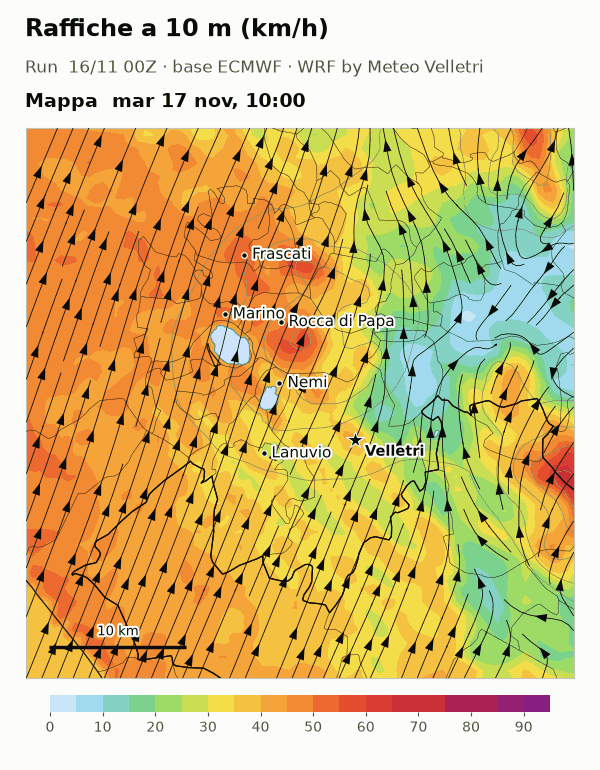 Raffiche a 10 m (km/h)
Run  16/11 00Z · base ECMWF · WRF by Meteo Velletri
Mappa  mar 17 nov, 10:00
Frascati
Marino
Rocca di Papa
Nemi
Velletri
Lanuvio
10 km
0 10 20 30 40 50 60 70 80 90